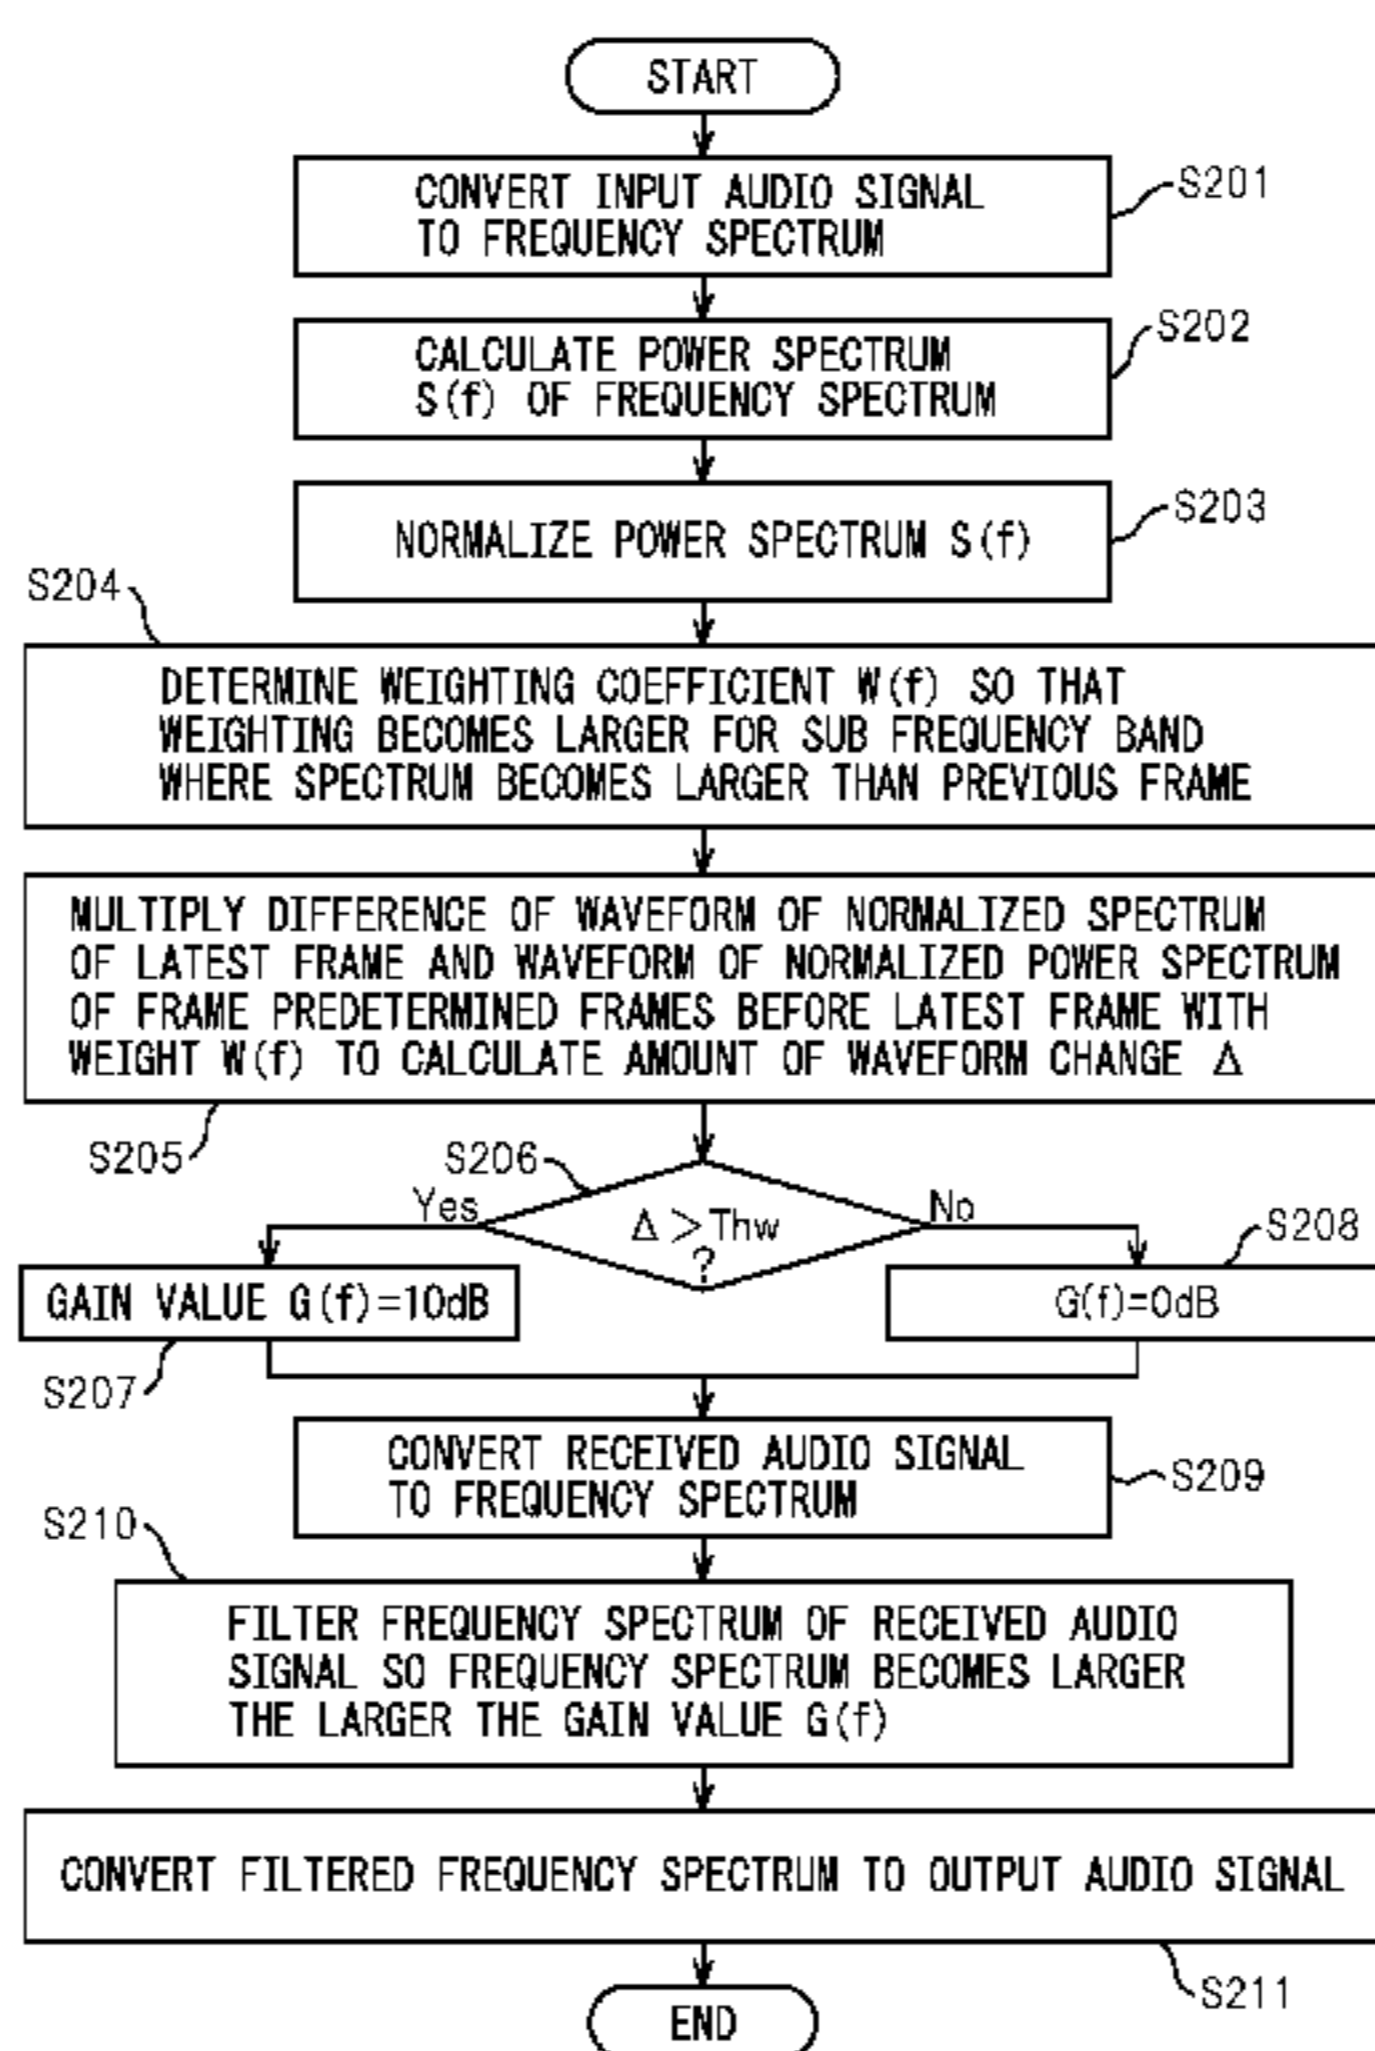 START
CONVERT INPUT AUDIO SIGNAL
TO FREQUENCY SPECTRUM
S201
CALCULATE POWER SPECTRUM
S(f) OF FREQUENCY SPECTRUM
S202
NORMALIZE POWER SPECTRUM S(f)
S203
S204
DETERMINE WEIGHTING COEFFICIENT W(f) SO THAT
WEIGHTING BECOMES LARGER FOR SUB FREQUENCY BAND
WHERE SPECTRUM BECOMES LARGER THAN PREVIOUS FRAME
MULTIPLY DIFFERENCE OF WAVEFORM OF NORMALIZED SPECTRUM
OF LATEST FRAME AND WAVEFORM OF NORMALIZED POWER SPECTRUM
OF FRAME PREDETERMINED FRAMES BEFORE LATEST FRAME WITH
WEIGHT W(f) TO CALCULATE AMOUNT OF WAVEFORM CHANGE Δ
S205
S206
Yes
Δ > Thw
?
No
S208
GAIN VALUE G(f)=10dB
G(f)=0dB
S207
CONVERT RECEIVED AUDIO SIGNAL
TO FREQUENCY SPECTRUM
S209
S210
FILTER FREQUENCY SPECTRUM OF RECEIVED AUDIO
SIGNAL SO FREQUENCY SPECTRUM BECOMES LARGER
THE LARGER THE GAIN VALUE G(f)
CONVERT FILTERED FREQUENCY SPECTRUM TO OUTPUT AUDIO SIGNAL
S211
END